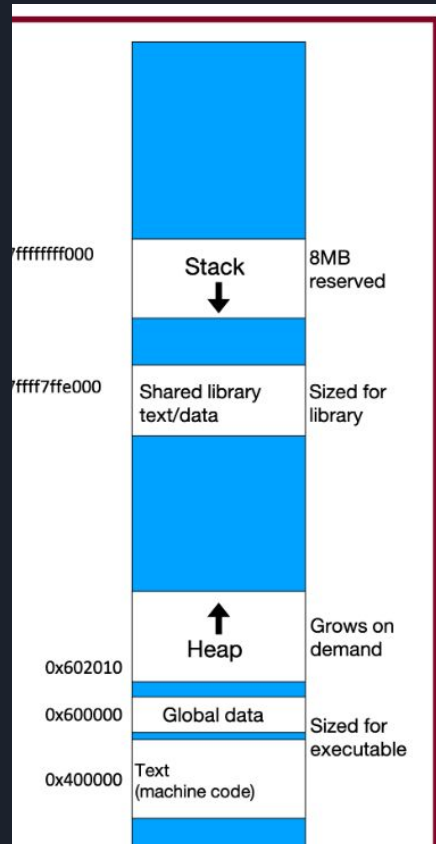 7ffffffff000
Stack
8MB
reserved
7ffff7ffe000
Shared library
text/data
Sized for
library
Heap
Grows on
demand
0x602010
0x600000
Global data
Sized for
executable
0x400000
Text
(machine code)